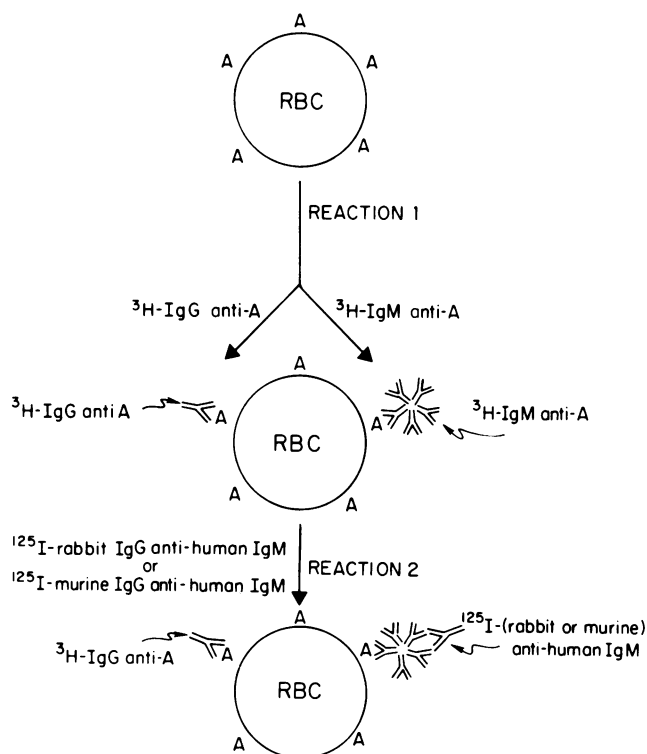 A
A
A
RBC
A
A
REACTION 1
³H-IgG anti-A
³H-IgM anti-A
A
³H-IgG anti A
A
A
³H-IgM anti-A
RBC
A
A
¹²⁵I-rabbit IgG anti-human IgM
or
¹²⁵I-murine IgG anti-human IgM
REACTION 2
A
³H-IgG anti-A
A
A
¹²⁵I-(rabbit or murine)
anti-human IgM
RBC
A
A